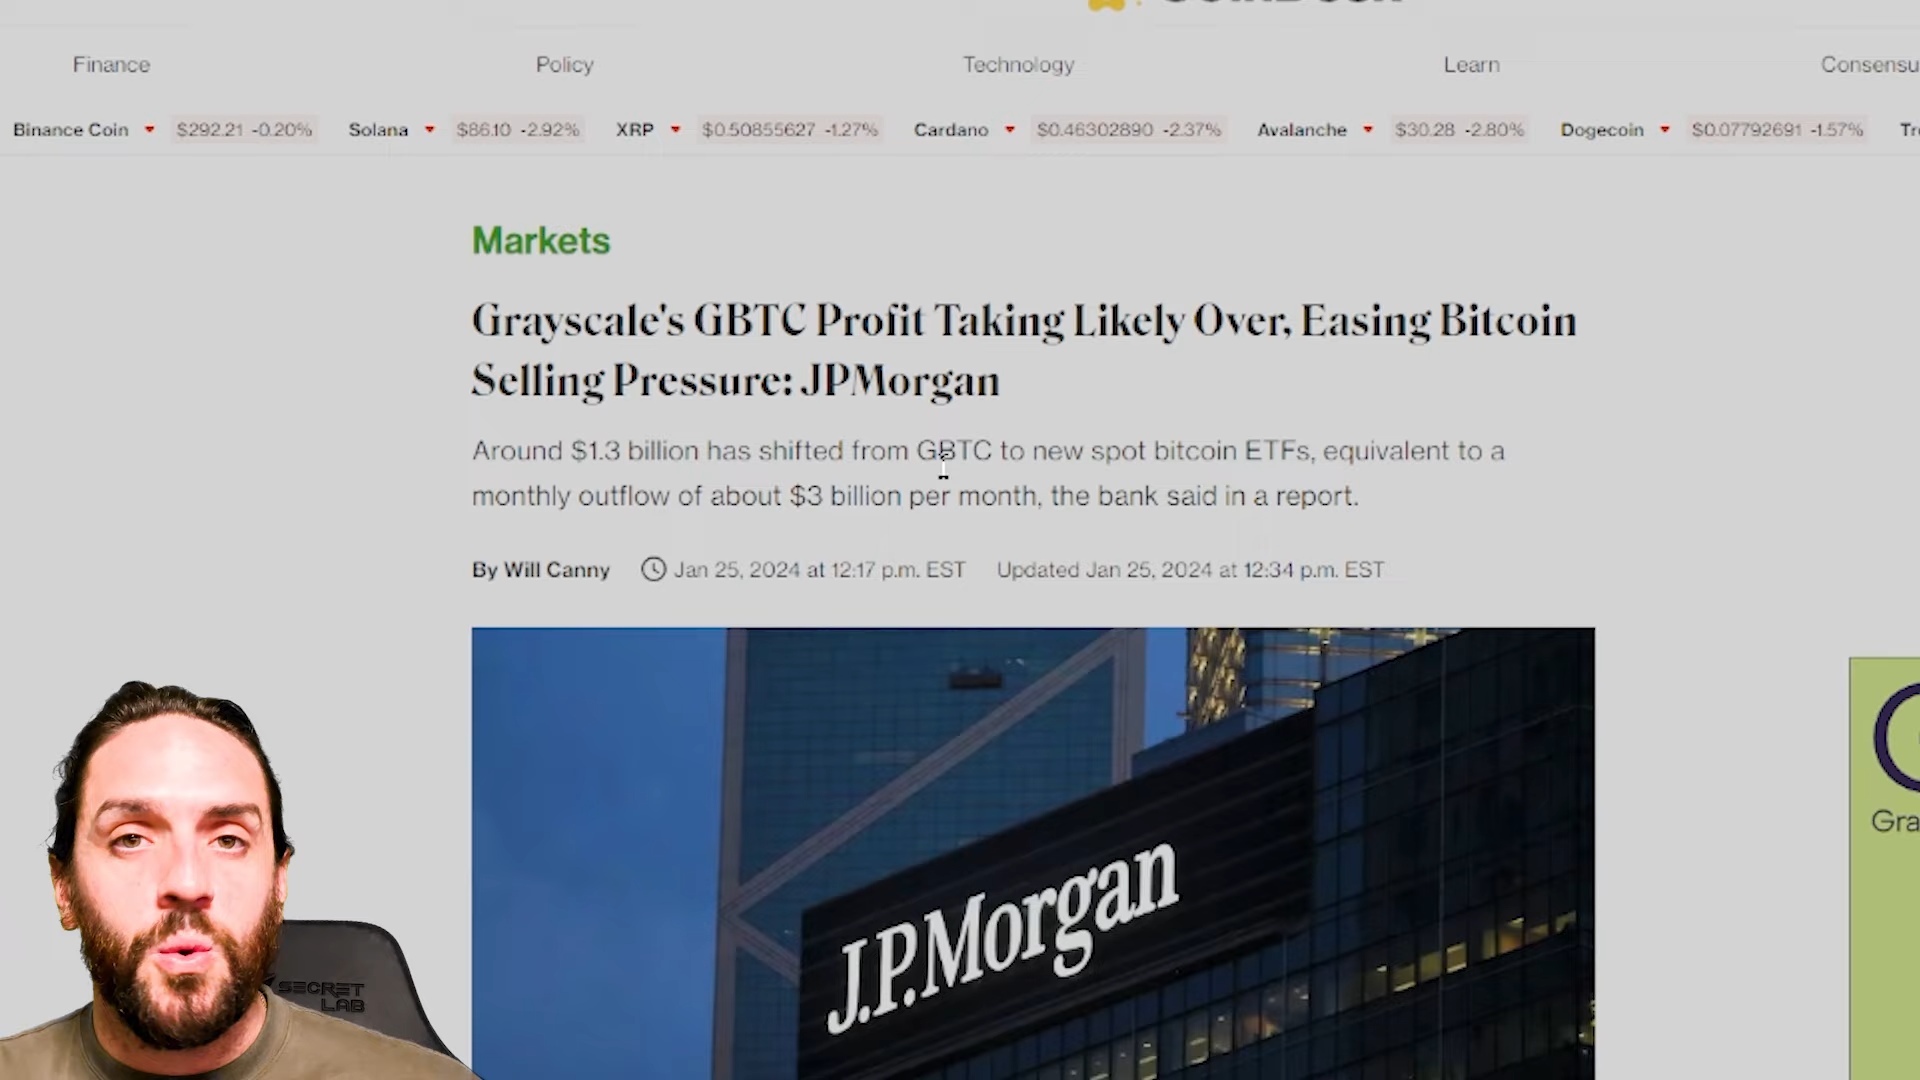 Finance Policy Technology Learn Consensu
Binance Coin $292.21 -0.20% Solana $86.10 -2.92% XRP $0.50855627 -1.27% Cardano $0.46302890 -2.37% Avalanche $30.28 -2.80% Dogecoin $0.07792691 -1.57% Tr
Markets
Grayscale's GBTC Profit Taking Likely Over, Easing Bitcoin
Selling Pressure: JPMorgan
Around $1.3 billion has shifted from GBTC to new spot bitcoin ETFs, equivalent to a
monthly outflow of about $3 billion per month, the bank said in a report.
By Will Canny Jan 25, 2024 at 12:17 p.m. EST Updated Jan 25, 2024 at 12:34 p.m. EST
J.P.Morgan
Gra
SECRET
LAB